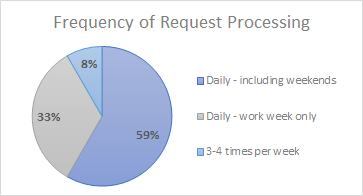 Frequency of Request Processing
8%
33%
59%
Daily - including weekends
Daily - work week only
3-4 times per week